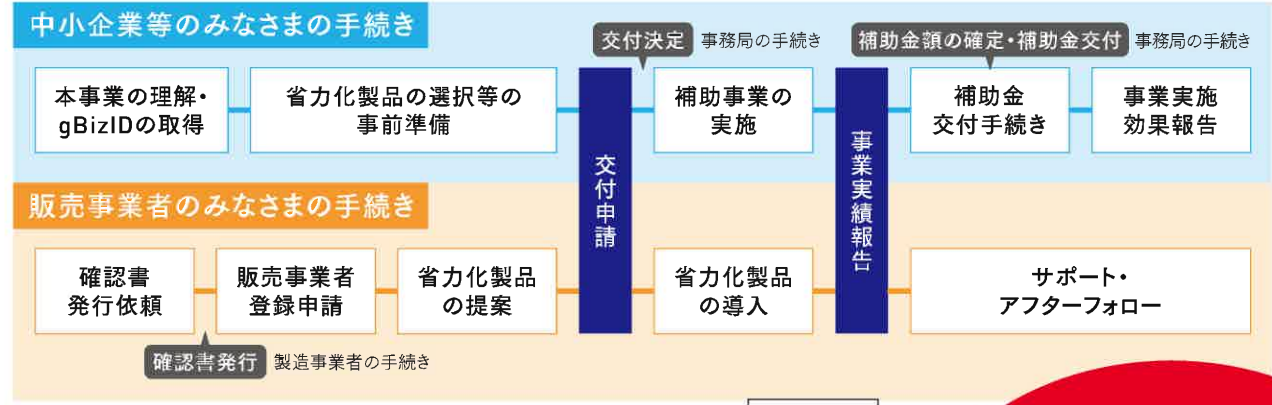 中小企業等のみなさまの手続き
交付決定 事務局の手続き
補助金額の確定・補助金交付 事務局の手続き
本事業の理解・
gBizIDの取得
省力化製品の選択等の
事前準備
交付申請
補助事業の
実施
事業実績報告
補助金
交付手続き
事業実施
効果報告
販売事業者のみなさまの手続き
確認書
発行依頼
販売事業者
登録申請
省力化製品
の提案
省力化製品
の導入
サポート・
アフターフォロー
確認書発行 製造事業者の手続き